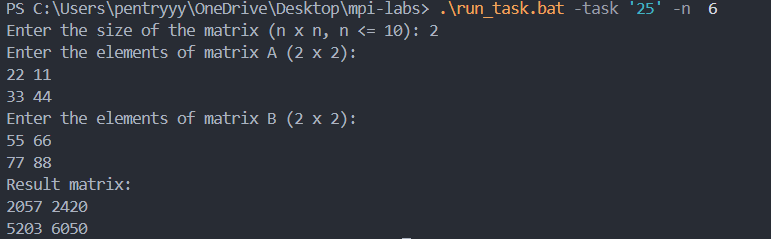 PS C:\Users\pentryyy\OneDrive\Desktop\mpi-labs> .\run_task.bat -task '25' -n  6
Enter the size of the matrix (n x n, n <= 10): 2
Enter the elements of matrix A (2 x 2):
22 11
33 44
Enter the elements of matrix B (2 x 2):
55 66
77 88
Result matrix:
2057 2420
5203 6050